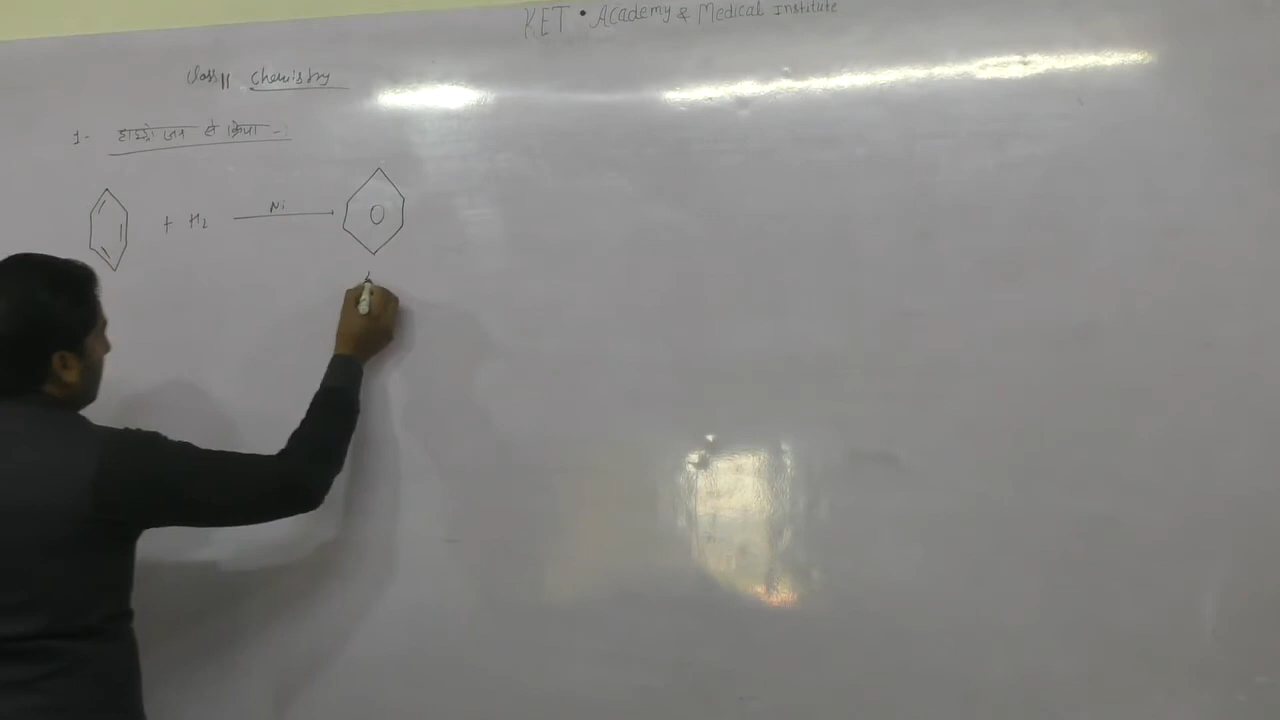 KET • Academy & Medical Institute
Class 11 Chemistry
1- हाइड्रोजन से क्रिया -:
+ H2 Ni